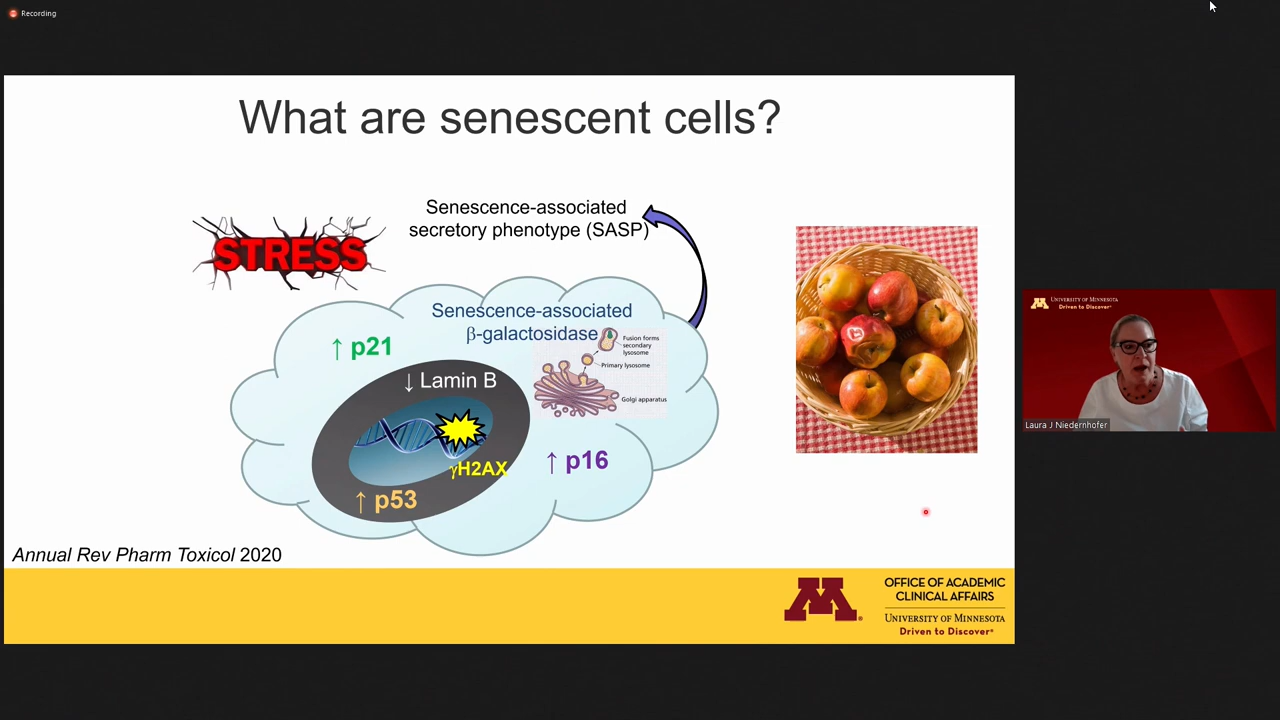 Recording
What are senescent cells?
Senescence-associated
secretory phenotype (SASP)
STRESS
Senescence-associated
β-galactosidase
Fusion forms
secondary
lysosome
Primary lysosome
Golgi apparatus
↑ p21
↓ Lamin B
γH2AX
↑ p16
↑ p53
Annual Rev Pharm Toxicol 2020
M
OFFICE OF ACADEMIC
CLINICAL AFFAIRS
UNIVERSITY OF MINNESOTA
Driven to Discover®
UNIVERSITY OF MINNESOTA
Driven to Discover®
Laura J Niedernhofer